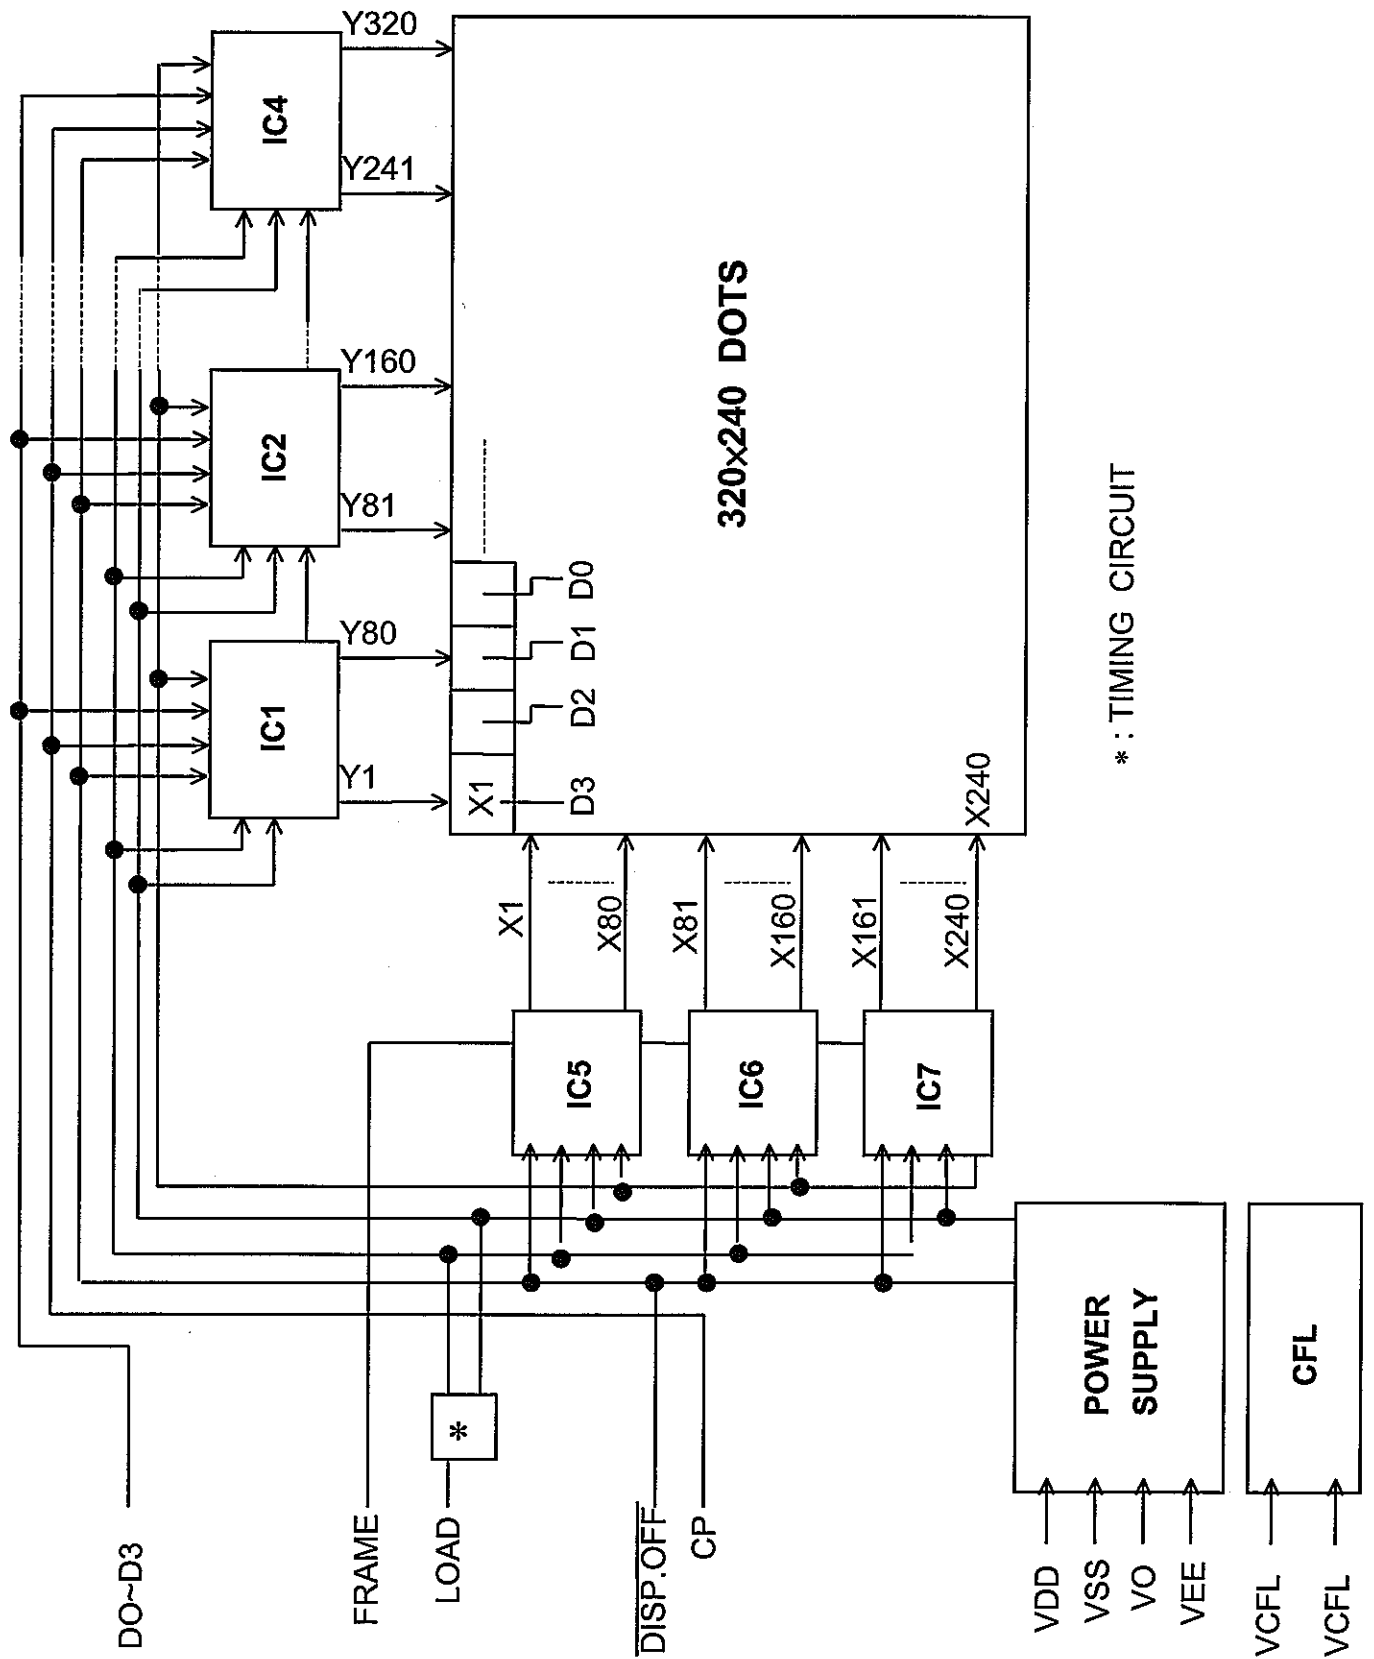 Y320
IC4
Y241
Y160
IC2
Y81
Y80
IC1
Y1
320x240 DOTS
D0
D1
D2
D3
X1
X240
X1
X80
X81
X160
X161
X240
IC5
IC6
IC7
* : TIMING CIRCUIT
DO~D3
FRAME
LOAD
*
DISP.OFF
CP
POWER
SUPPLY
CFL
VDD
VSS
VO
VEE
VCFL
VCFL